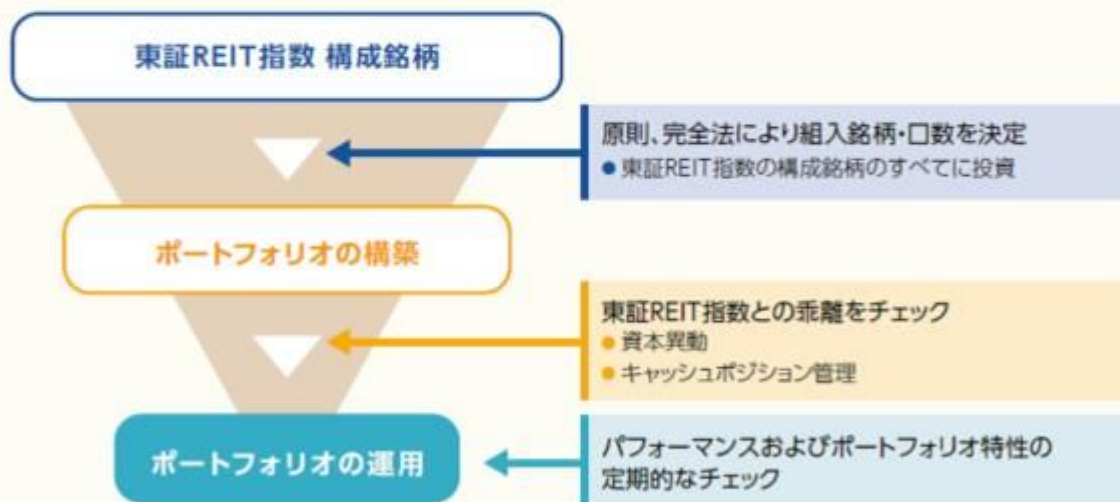 東証REIT指数 構成銘柄
原則、完全法により組入銘柄・口数を決定
● 東証REIT指数の構成銘柄のすべてに投資
ポートフォリオの構築
東証REIT指数との乖離をチェック
● 資本異動
● キャッシュポジション管理
ポートフォリオの運用
パフォーマンスおよびポートフォリオ特性の
定期的なチェック